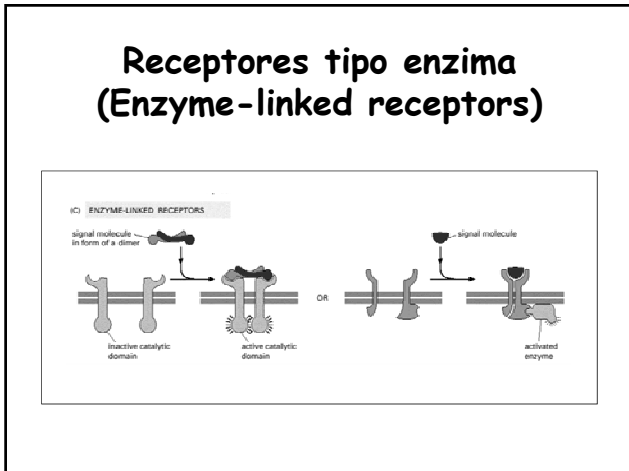 Receptores tipo enzima
(Enzyme-linked receptors)
(C) ENZYME-LINKED RECEPTORS
signal molecule
in form of a dimer
signal molecule
OR
inactive catalytic
domain
active catalytic
domain
activated
enzyme